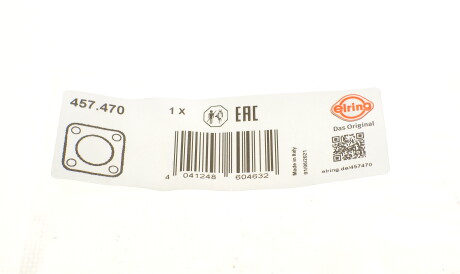 457.470
1 x
EAC
elring
Das Original
4 041248 604632
Made in Italy
elring.de/457470